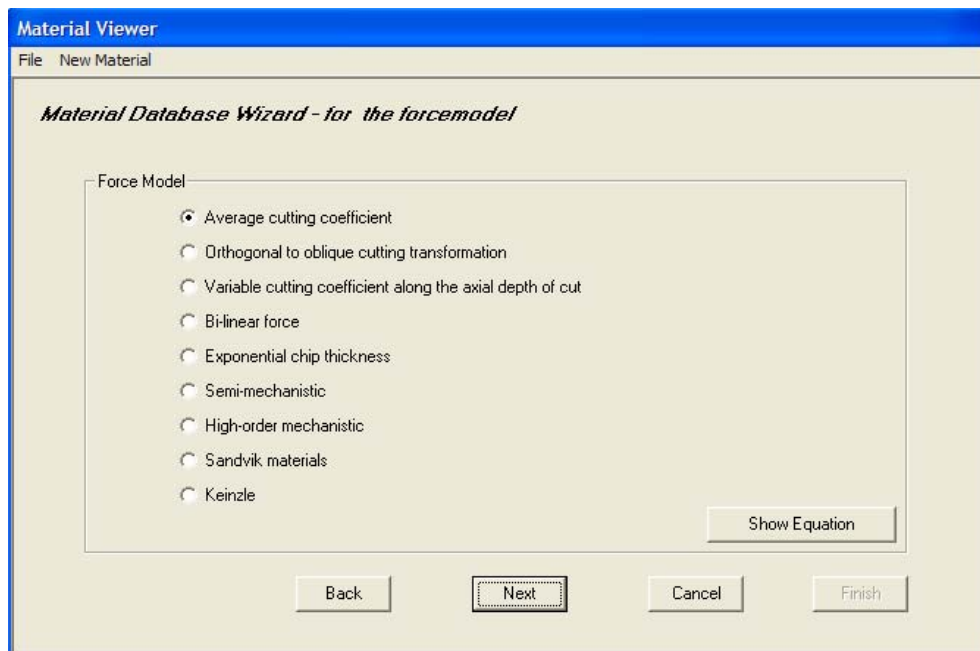 Material Viewer
File New Material
Material Database Wizard - for the forcemodel
Force Model
Average cutting coefficient
Orthogonal to oblique cutting transformation
Variable cutting coefficient along the axial depth of cut
Bi-linear force
Exponential chip thickness
Semi-mechanistic
High-order mechanistic
Sandvik materials
Keinzle
Show Equation
Back Next Cancel Finish